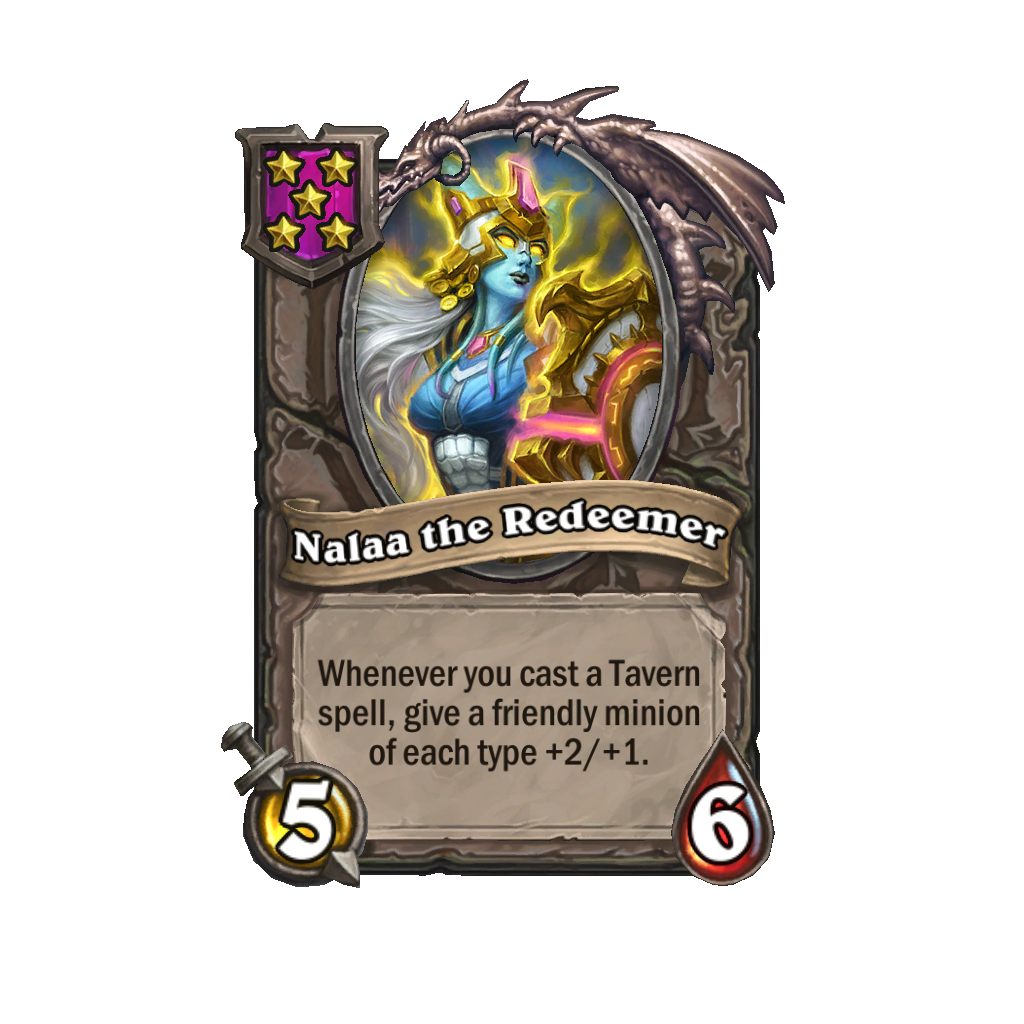 Nalaa the Redeemer
Whenever you cast a Tavern
spell, give a friendly minion
of each type +2/+1.
5
6